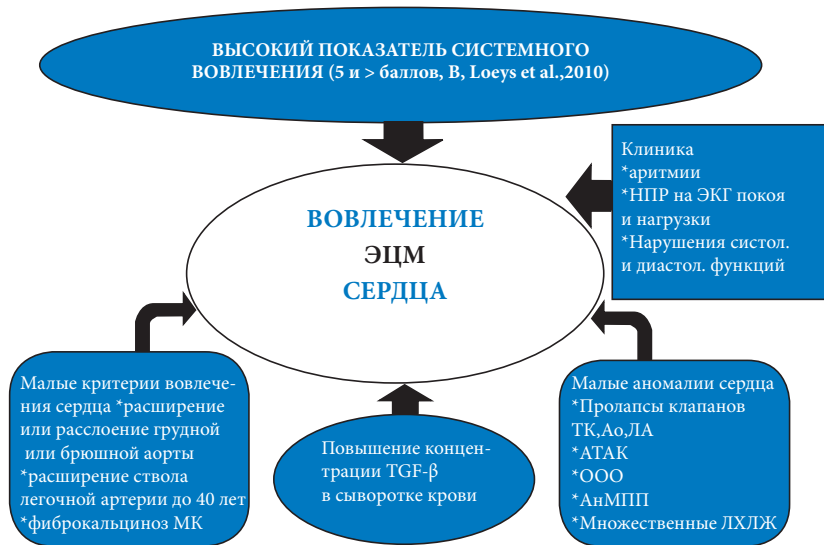 ВЫСОКИЙ ПОКАЗАТЕЛЬ СИСТЕМНОГО
ВОВЛЕЧЕНИЯ (5 и > баллов, B, Loeys et al.,2010)
Клиника
*аритмии
*НПР на ЭКГ покоя
и нагрузки
*Нарушения систол.
и диастол. функций
ВОВЛЕЧЕНИЕ
ЭЦМ
СЕРДЦА
Малые критерии вовлече-
ния сердца *расширение
или расслоение грудной
или брюшной аорты
*расширение ствола
легочной артерии до 40 лет
*фиброкальциноз МК
Повышение концен-
трации TGF-β
в сыворотке крови
Малые аномалии сердца
*Пролапсы клапанов
ТК,Ао,ЛА
*АТАК
*ООО
*АнМПП
*Множественные ЛХЛЖ